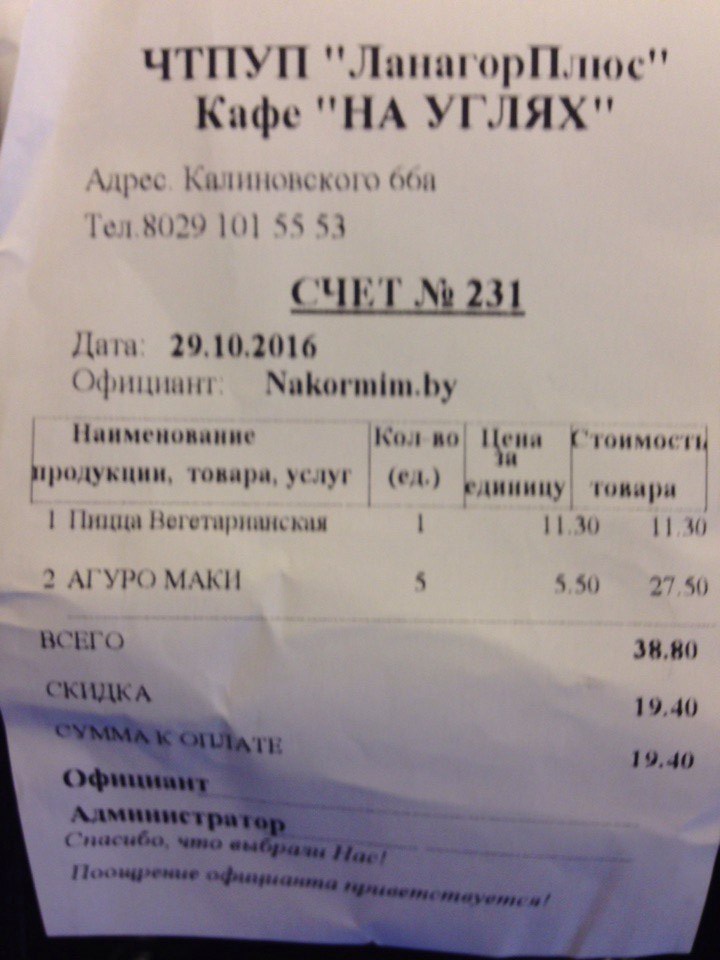 ЧТПУП "ЛанагорПлюс"
Кафе "НА УГЛЯХ"
Адрес. Калиновского 66а
Тел.8029 101 55 53
СЧЕТ № 231
Дата: 29.10.2016
Официант: Nakormim.by
Наименование продукции, товара, услуг Кол-во (ед.) Цена за единицу Стоимость товара
1 Пицца Вегетарианская 1 11.30 11.30
2 АГУРО МАКИ 5 5.50 27.50
ВСЕГО 38.80
СКИДКА 19.40
СУММА К ОПЛАТЕ 19.40
Официант
Администратор
Спасибо, что выбрали Нас!
Поощрение официанта приветствуется!